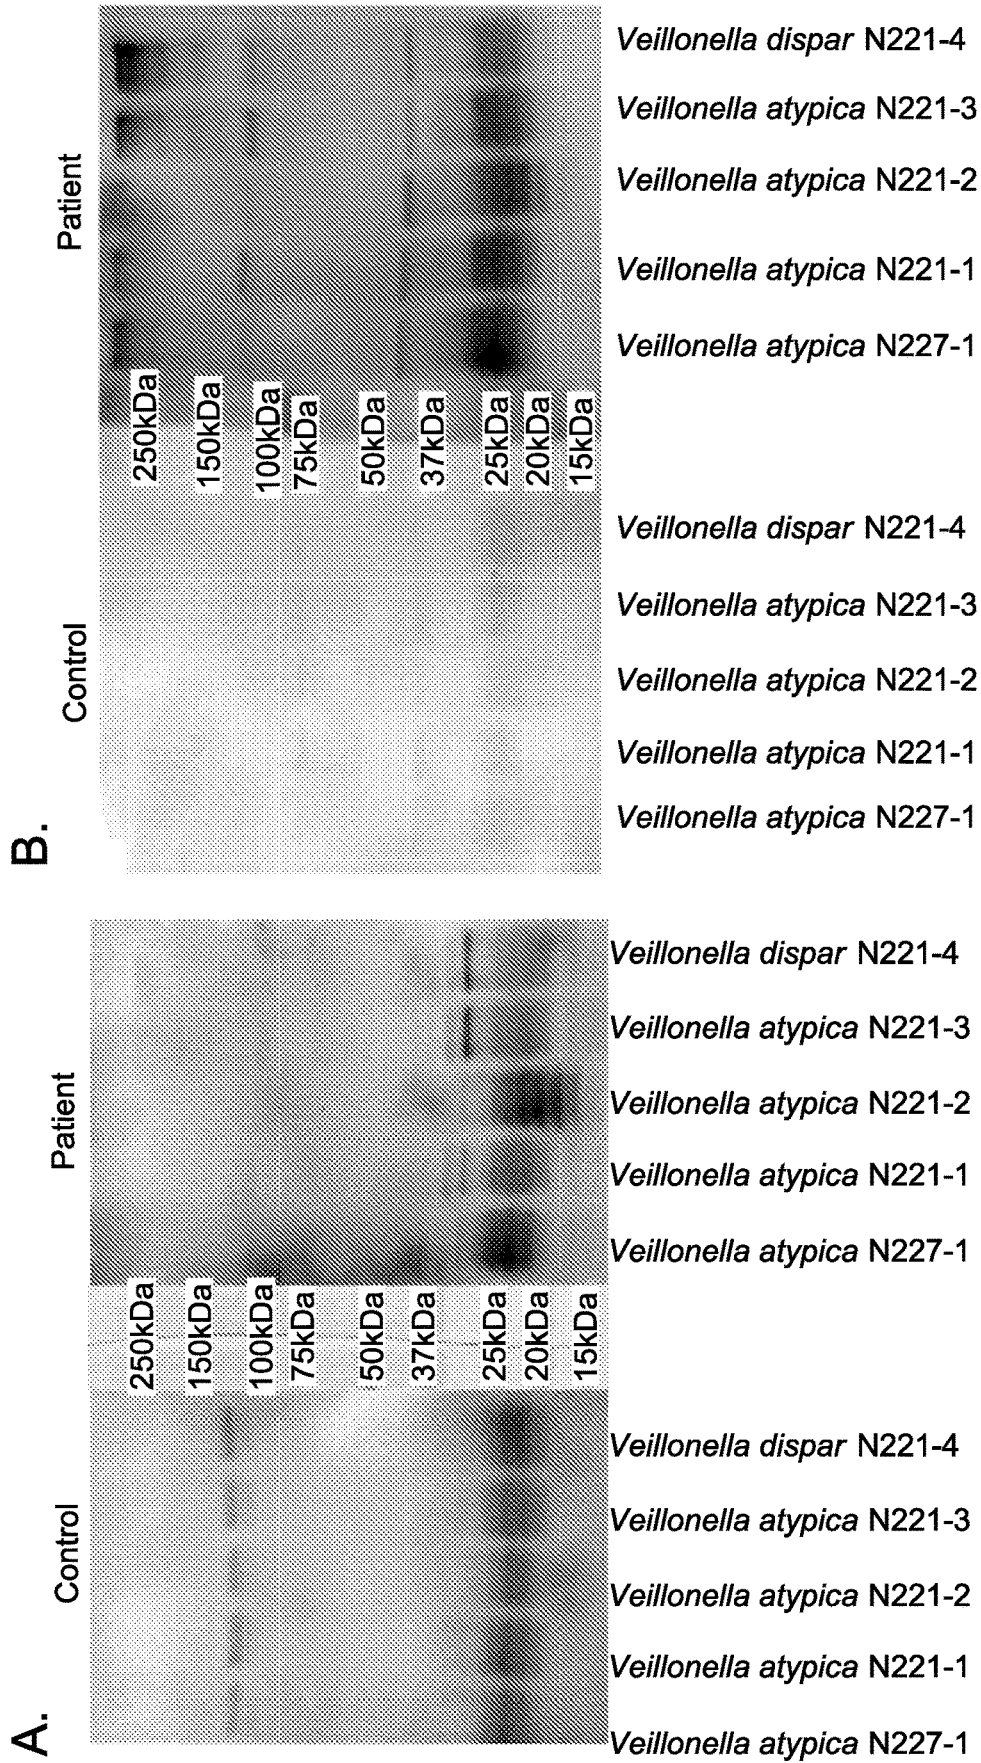 A.
Control
Patient
250kDa
150kDa
100kDa
75kDa
50kDa
37kDa
25kDa
20kDa
15kDa
Veillonella atypica N227-1
Veillonella atypica N221-1
Veillonella atypica N221-2
Veillonella atypica N221-3
Veillonella dispar N221-4
Veillonella atypica N227-1
Veillonella atypica N221-1
Veillonella atypica N221-2
Veillonella atypica N221-3
Veillonella dispar N221-4
B.
Control
Patient
250kDa
150kDa
100kDa
75kDa
50kDa
37kDa
25kDa
20kDa
15kDa
Veillonella atypica N227-1
Veillonella atypica N221-1
Veillonella atypica N221-2
Veillonella atypica N221-3
Veillonella dispar N221-4
Veillonella atypica N227-1
Veillonella atypica N221-1
Veillonella atypica N221-2
Veillonella atypica N221-3
Veillonella dispar N221-4